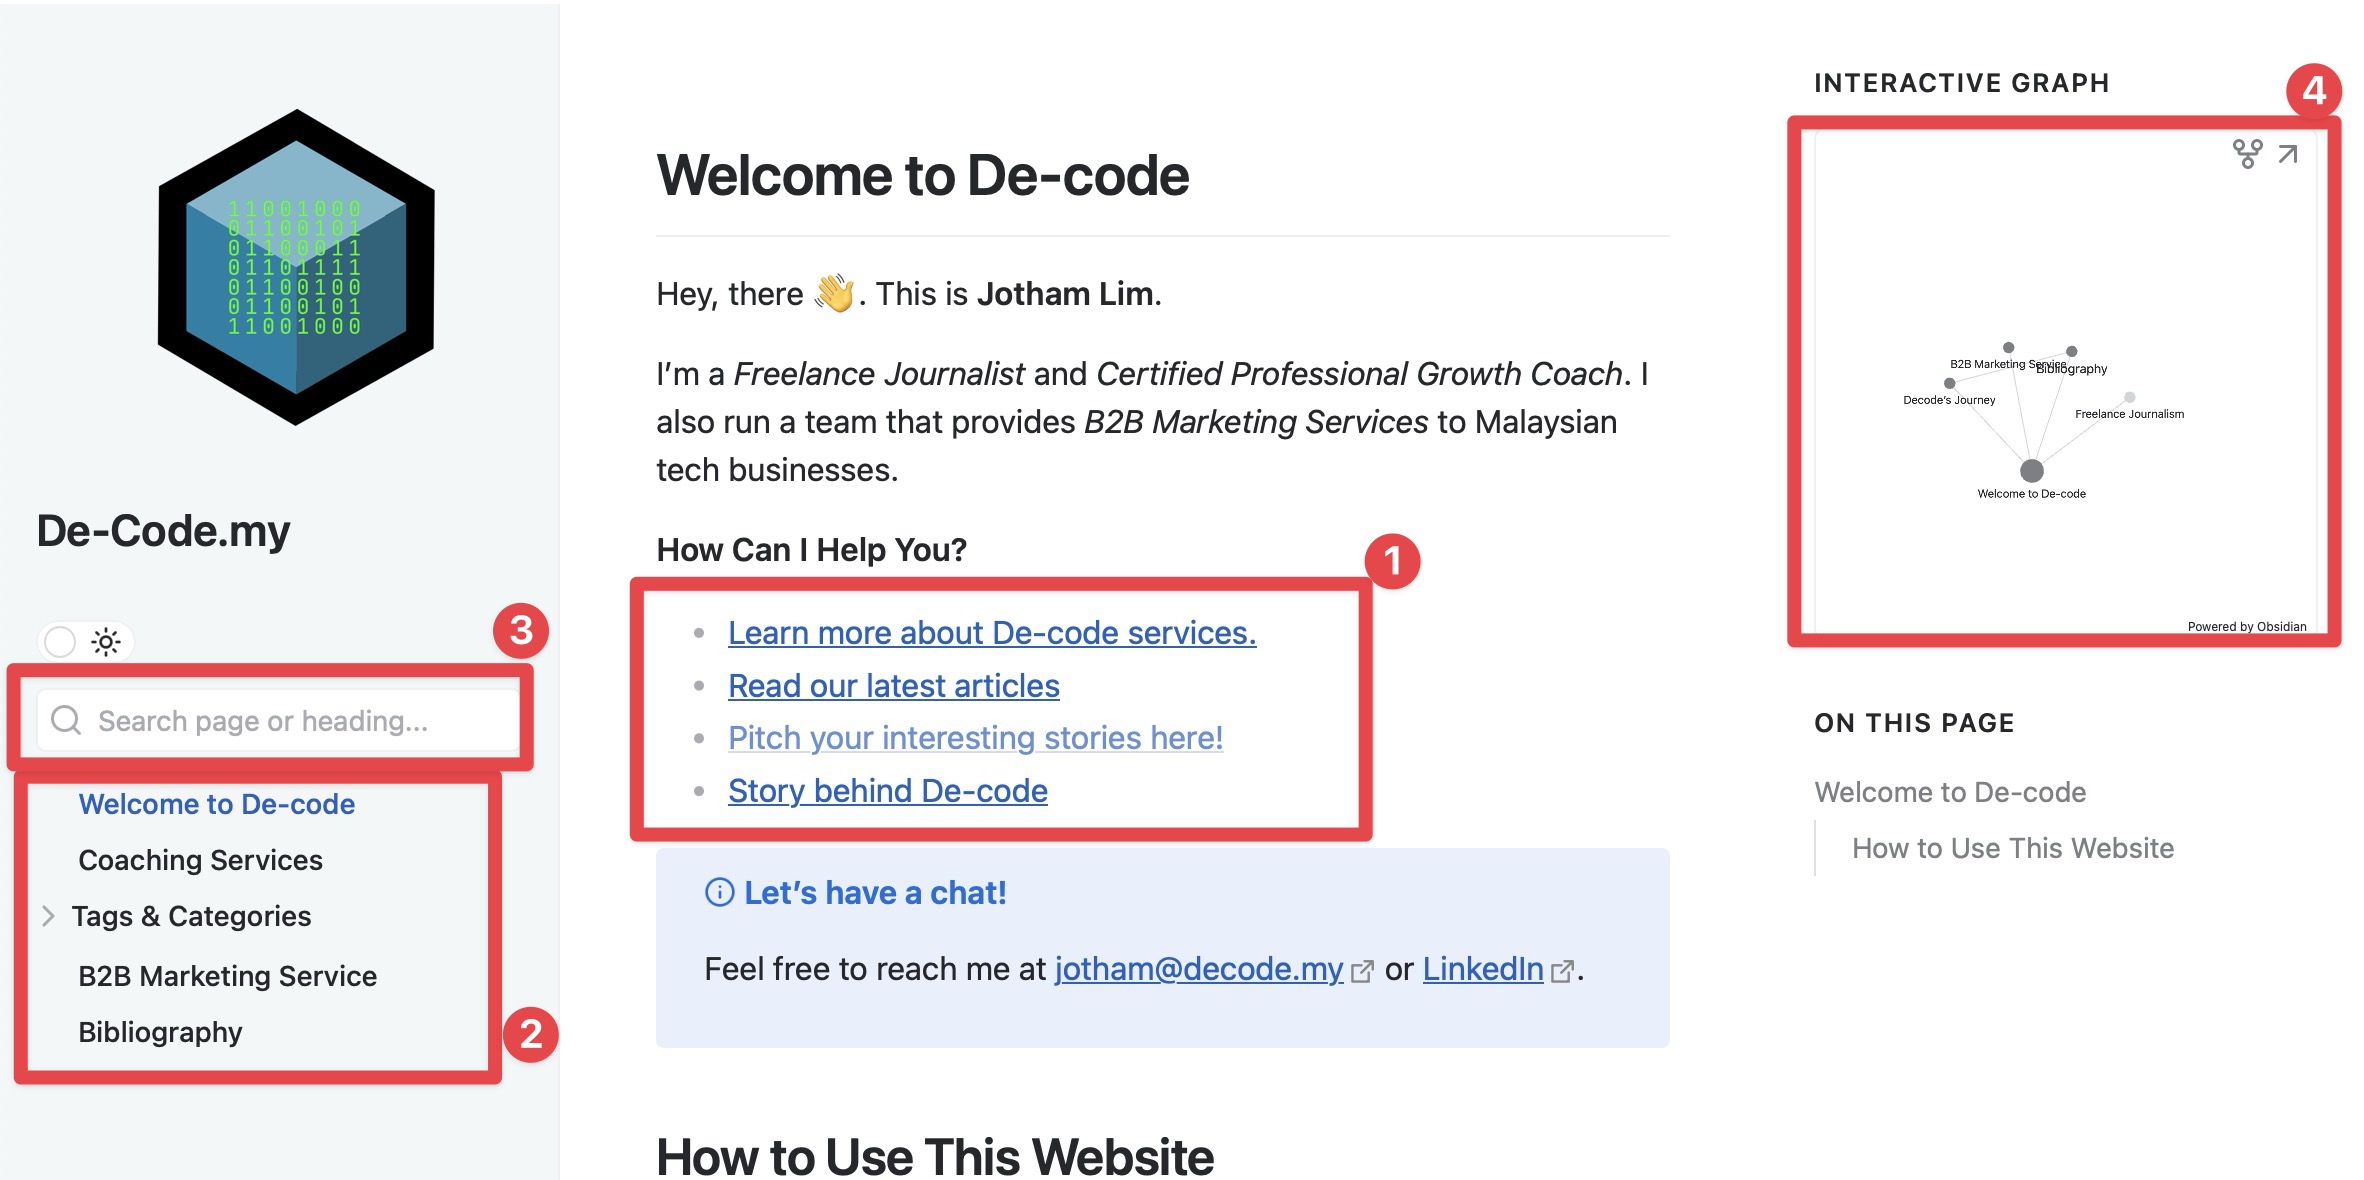 11001000
01100101
01100011
01101111
01100100
01100101
11001000
De-Code.my
3
Search page or heading...
Welcome to De-code
Coaching Services
Tags & Categories
B2B Marketing Service
Bibliography
2
Welcome to De-code
Hey, there 👋. This is Jotham Lim.
I’m a Freelance Journalist and Certified Professional Growth Coach. I
also run a team that provides B2B Marketing Services to Malaysian
tech businesses.
How Can I Help You?
1
Learn more about De-code services.
Read our latest articles
Pitch your interesting stories here!
Story behind De-code
Let’s have a chat!
Feel free to reach me at jotham@decode.my or LinkedIn.
How to Use This Website
INTERACTIVE GRAPH
4
B2B Marketing Service
Bibliography
Decode’s Journey
Freelance Journalism
Welcome to De-code
Powered by Obsidian
ON THIS PAGE
Welcome to De-code
How to Use This Website